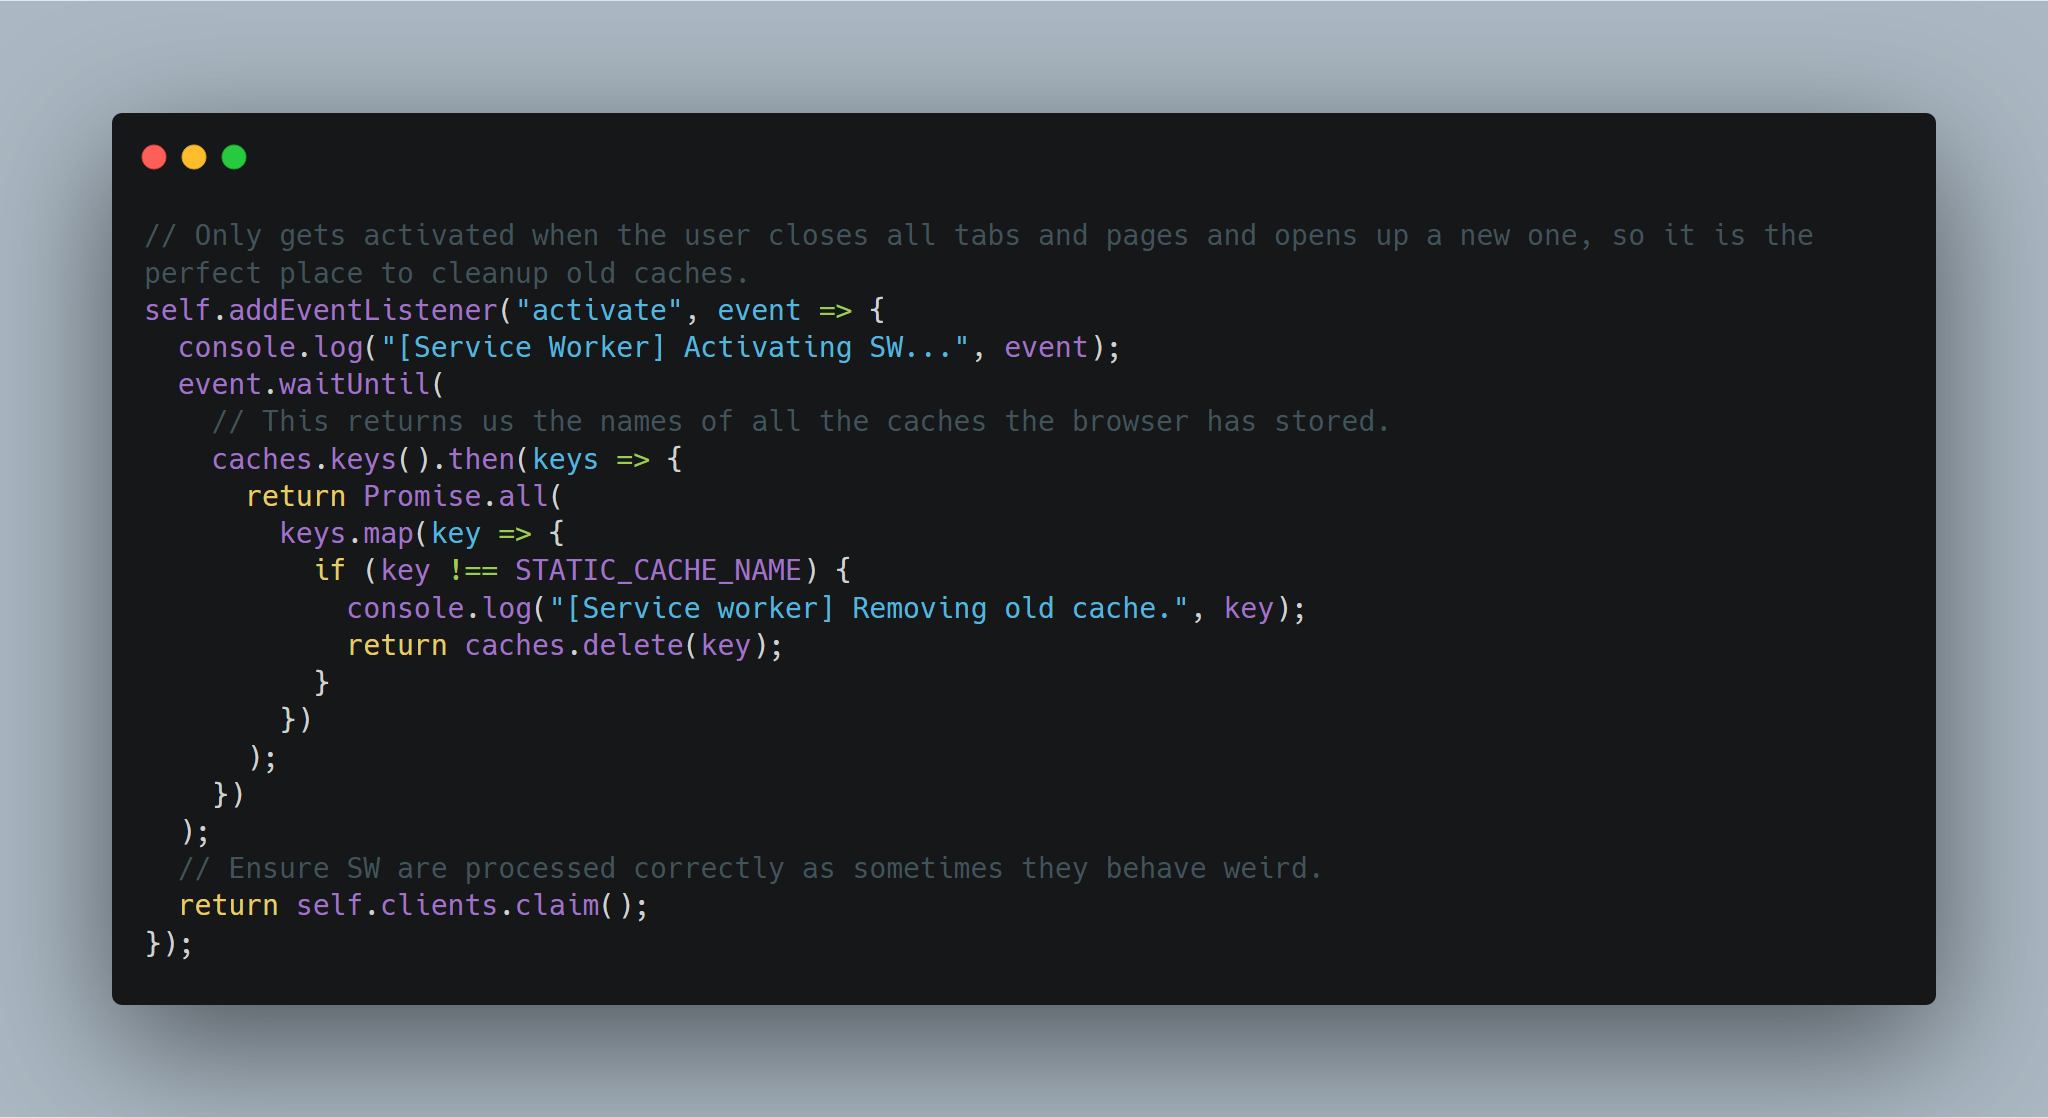 // Only gets activated when the user closes all tabs and pages and opens up a new one, so it is the
perfect place to cleanup old caches.
self.addEventListener("activate", event => {
  console.log("[Service Worker] Activating SW...", event);
  event.waitUntil(
    // This returns us the names of all the caches the browser has stored.
    caches.keys().then(keys => {
      return Promise.all(
        keys.map(key => {
          if (key !== STATIC_CACHE_NAME) {
            console.log("[Service worker] Removing old cache.", key);
            return caches.delete(key);
          }
        })
      );
    })
  );
  // Ensure SW are processed correctly as sometimes they behave weird.
  return self.clients.claim();
});